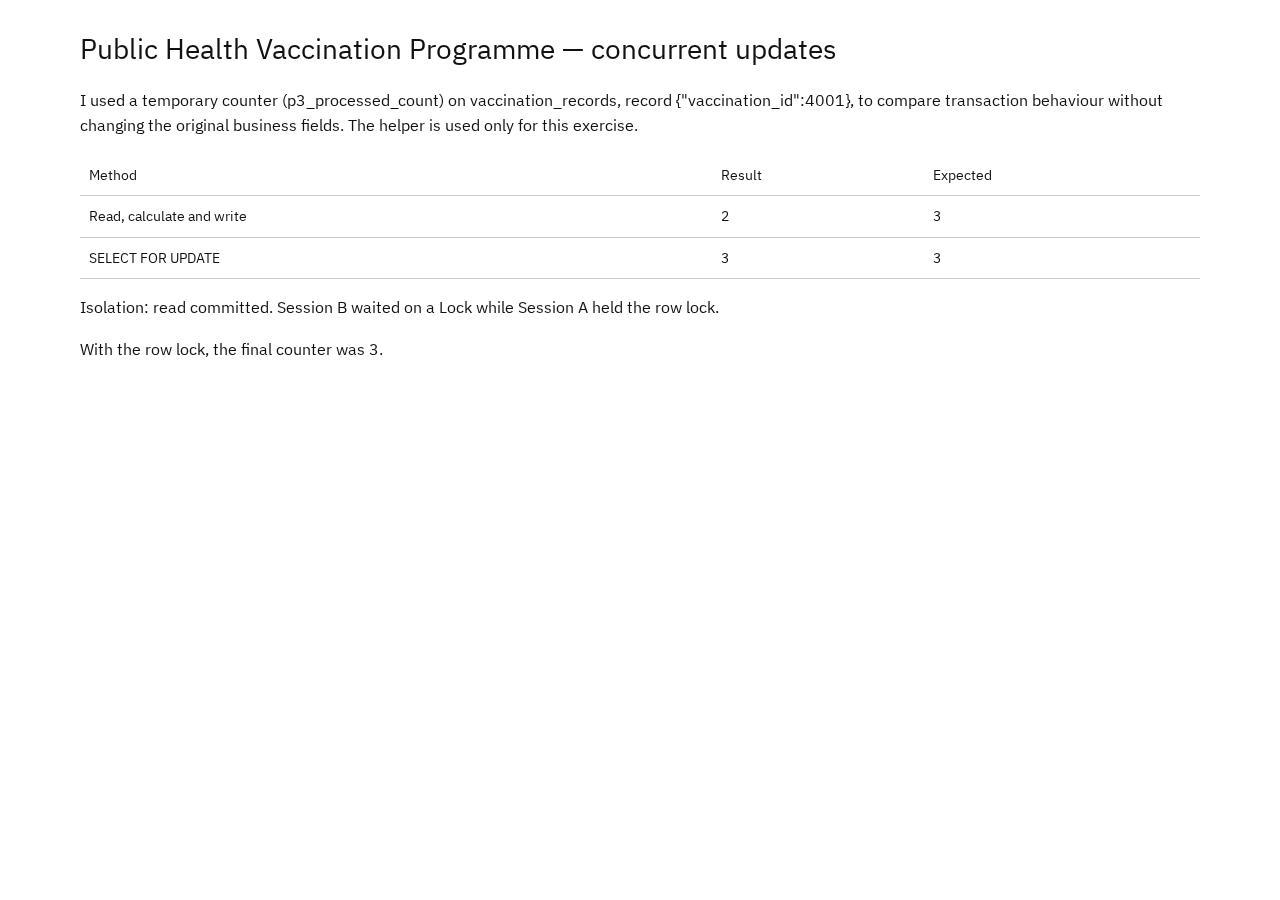 Public Health Vaccination Programme — concurrent updates
I used a temporary counter (p3_processed_count) on vaccination_records, record {"vaccination_id":4001}, to compare transaction behaviour without
changing the original business fields. The helper is used only for this exercise.
Method Result Expected
Read, calculate and write 2 3
SELECT FOR UPDATE 3 3
Isolation: read committed. Session B waited on a Lock while Session A held the row lock.
With the row lock, the final counter was 3.